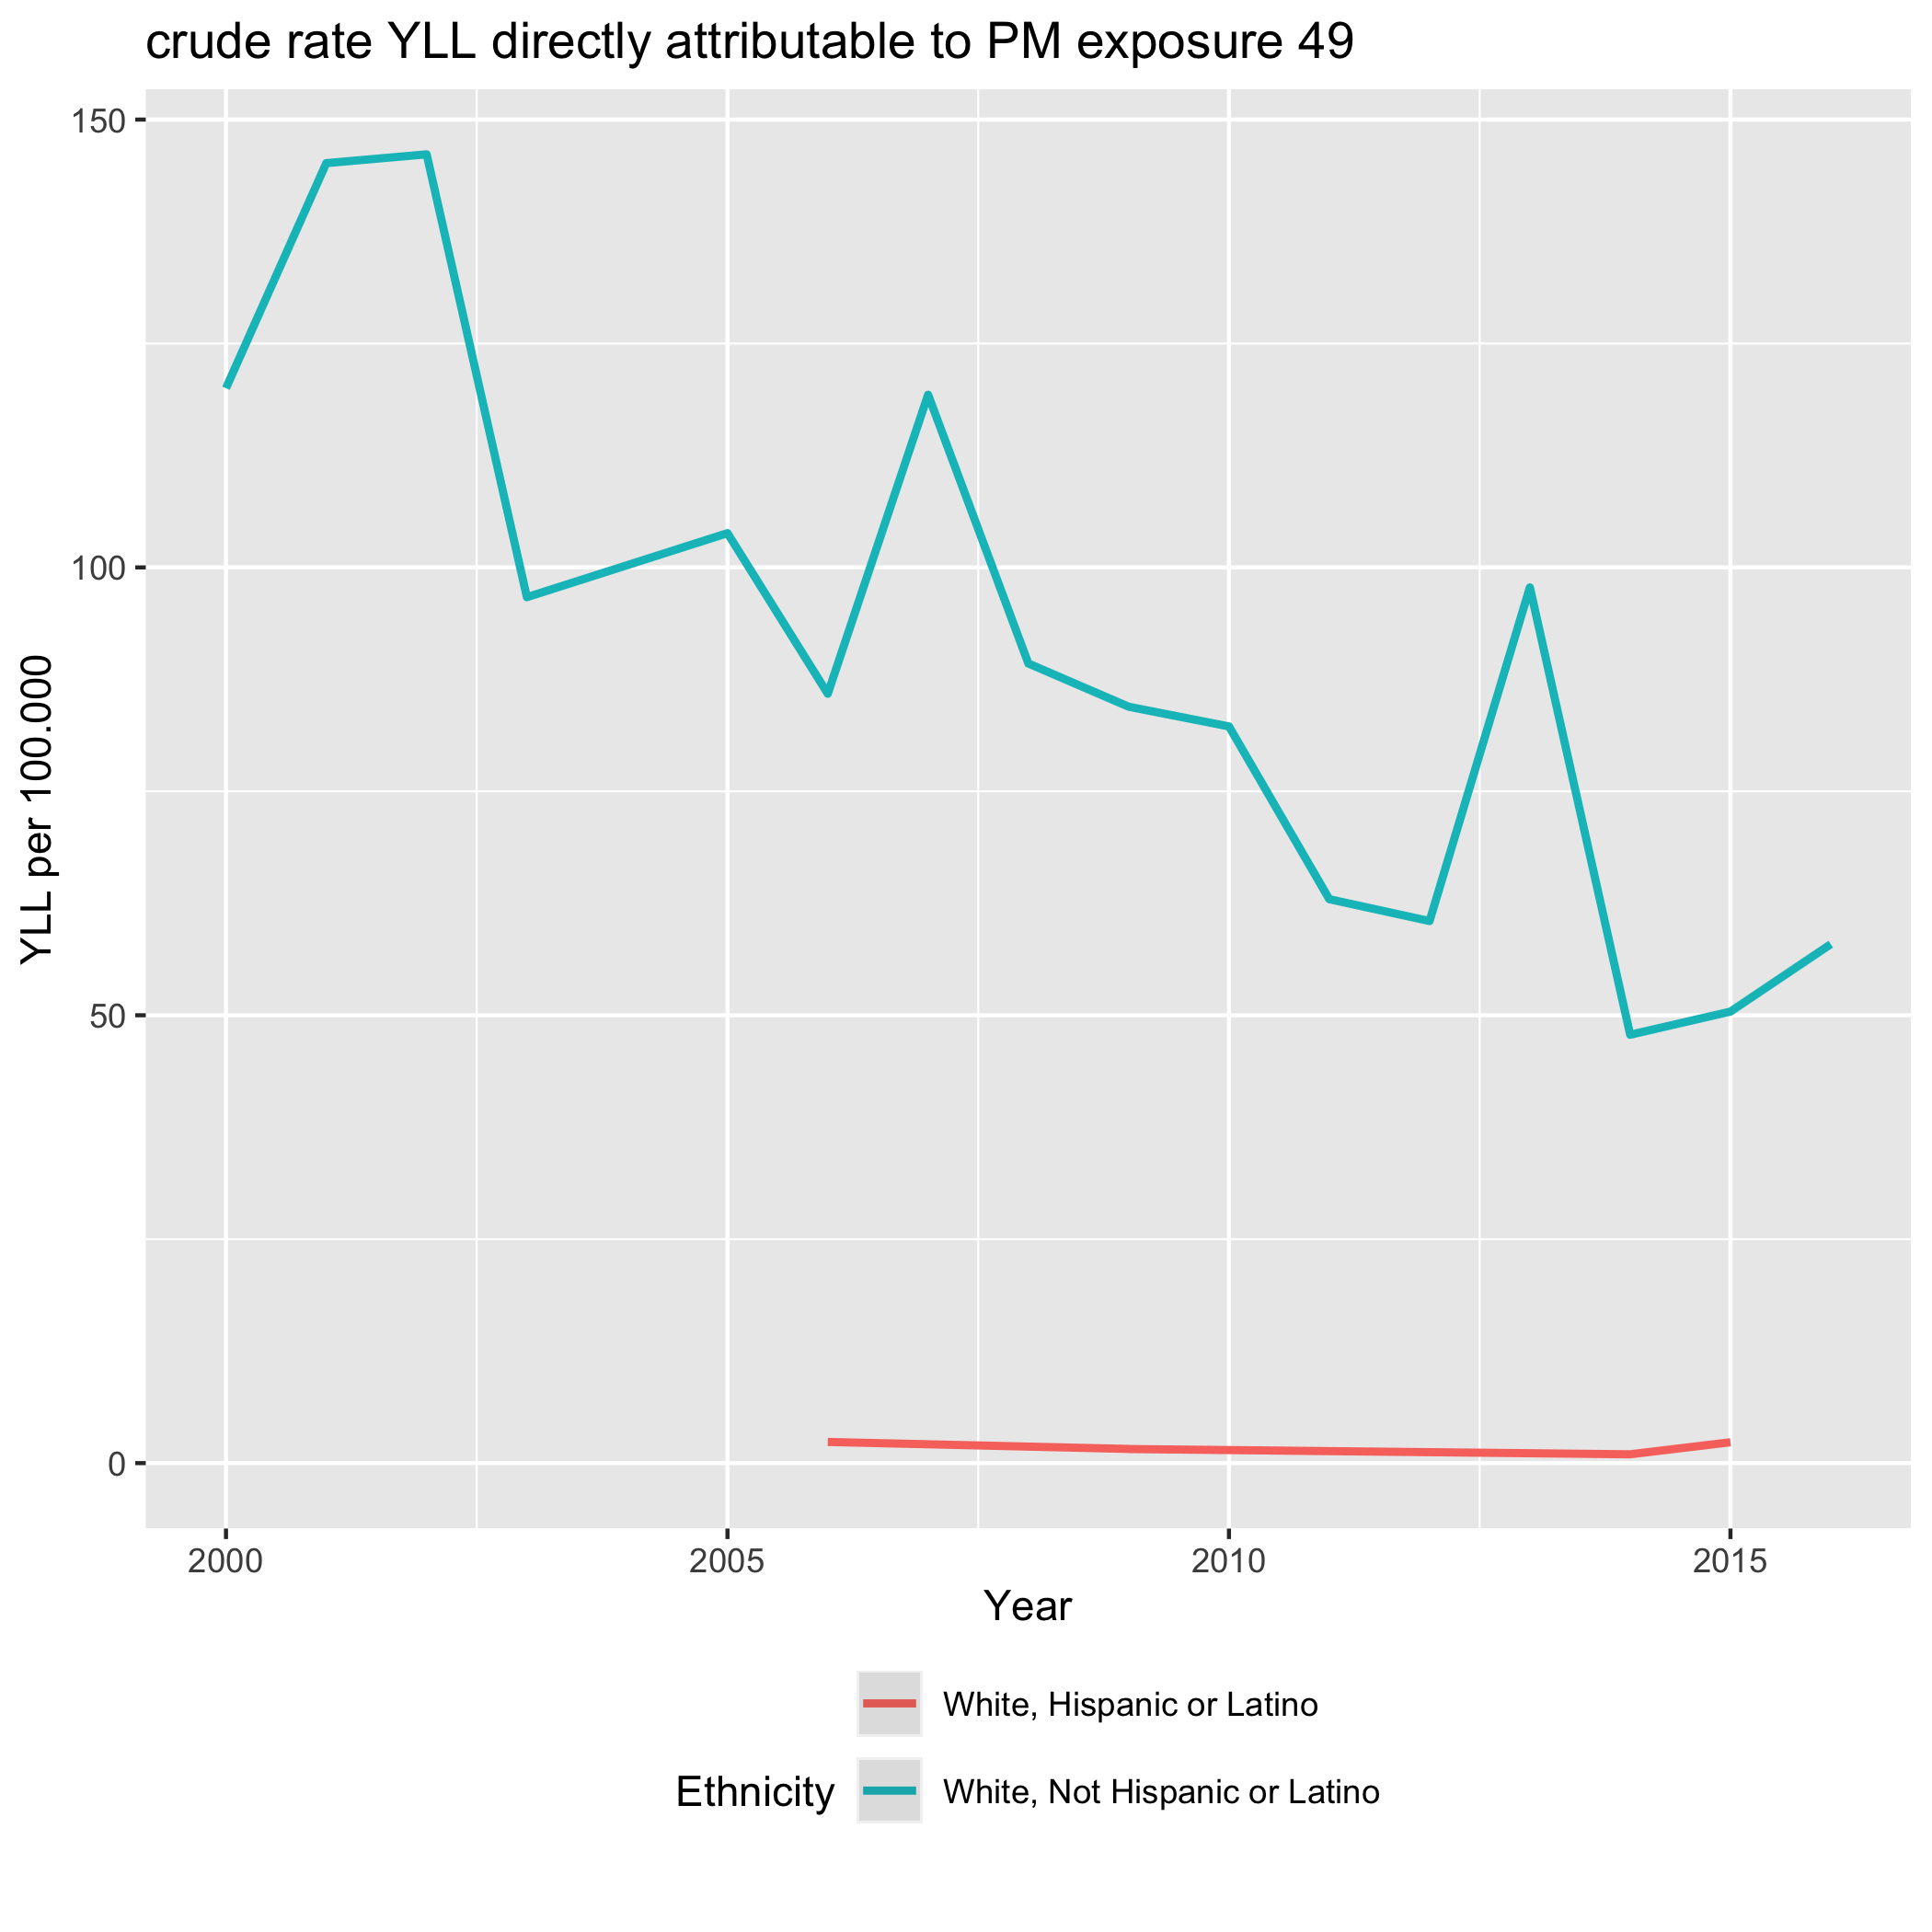 crude rate YLL directly attributable to PM exposure 49
150
100
50
0
YLL per 100.000
2000
2005
2010
2015
Year
Ethnicity
White, Hispanic or Latino
White, Not Hispanic or Latino